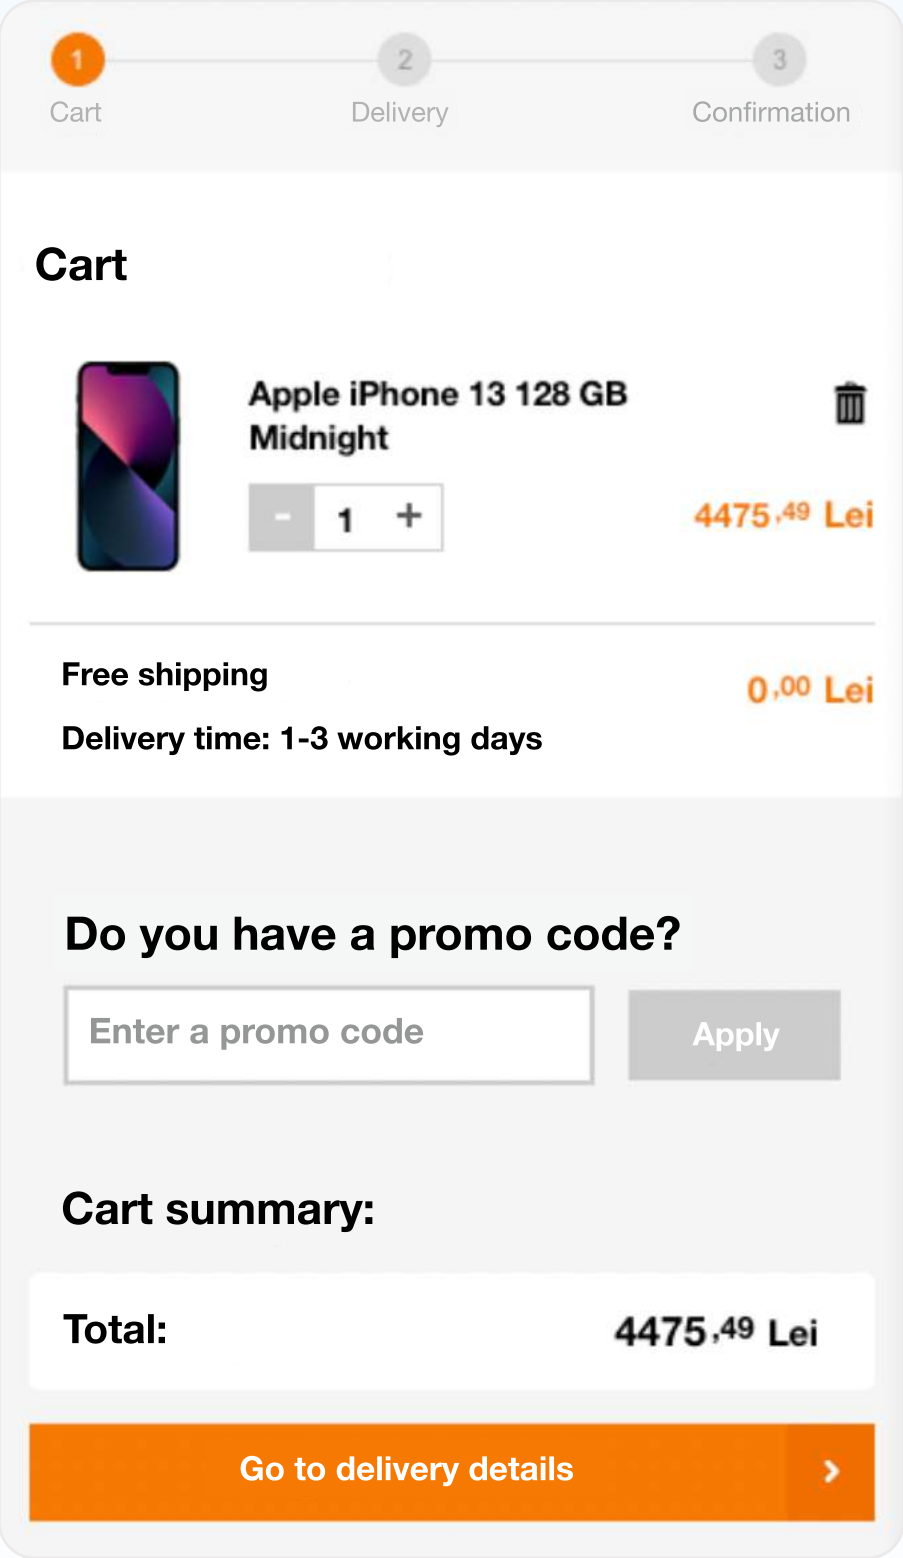 1
2
3
Cart
Delivery
Confirmation
Cart
Apple iPhone 13 128 GB
Midnight
- 1 +
4475,49 Lei
Free shipping
0,00 Lei
Delivery time: 1-3 working days
Do you have a promo code?
Enter a promo code
Apply
Cart summary:
Total:
4475,49 Lei
Go to delivery details